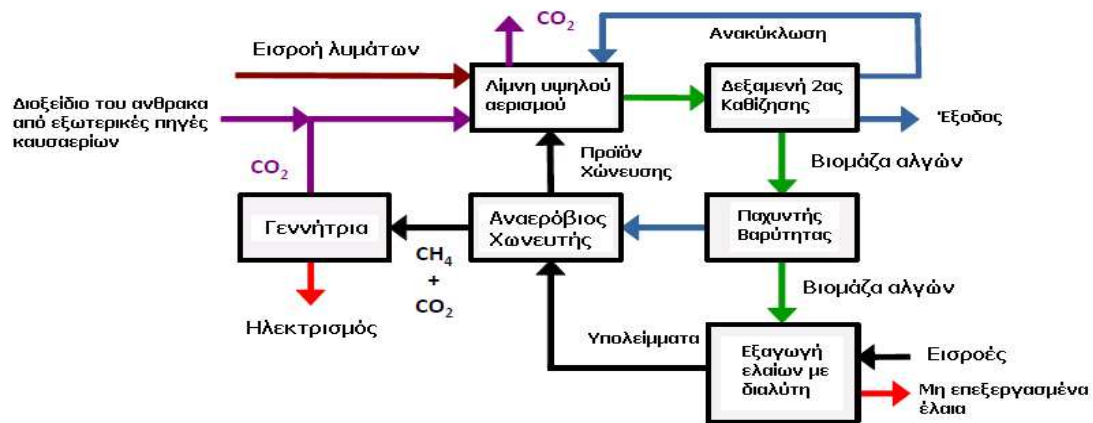 CO2
Ανακύκλωση
Εισροή λυμάτων
Λίμνη υψηλού
αερισμού
Δεξαμενή 2ας
Καθίζησης
Διοξείδιο του ανθρακα
από εξωτερικές πηγές
καυσαερίων
Έξοδος
Προϊόν
Χώνευσης
Βιομάζα αλγών
CO2
Γεννήτρια
Αναερόβιος
Χωνευτής
Παχυντής
Βαρύτητας
CH4
+
CO2
Βιομάζα αλγών
Ηλεκτρισμός
Υπολείμματα
Εξαγωγή
ελαίων με
διαλύτη
Εισροές
Μη επεξεργασμένα
έλαια